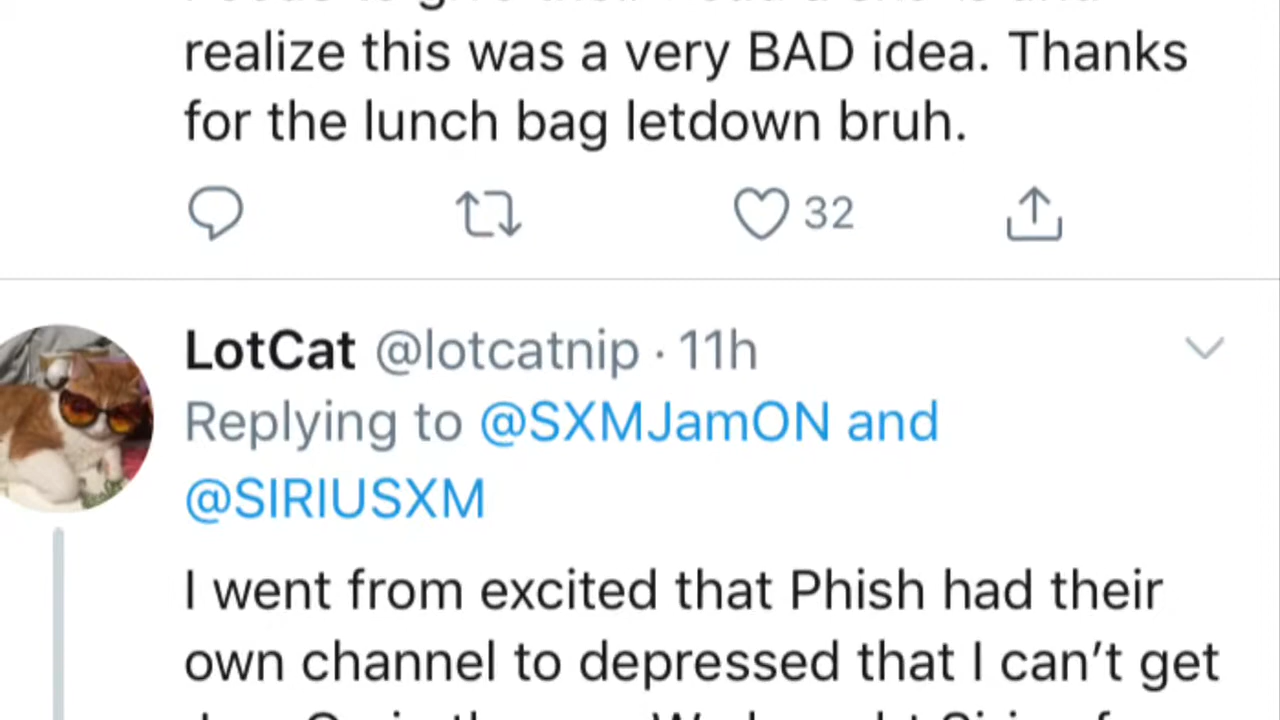 realize this was a very BAD idea. Thanks
for the lunch bag letdown bruh.
32
LotCat @lotcatnip · 11h
Replying to @SXMJamON and
@SIRIUSXM
I went from excited that Phish had their
own channel to depressed that I can't get